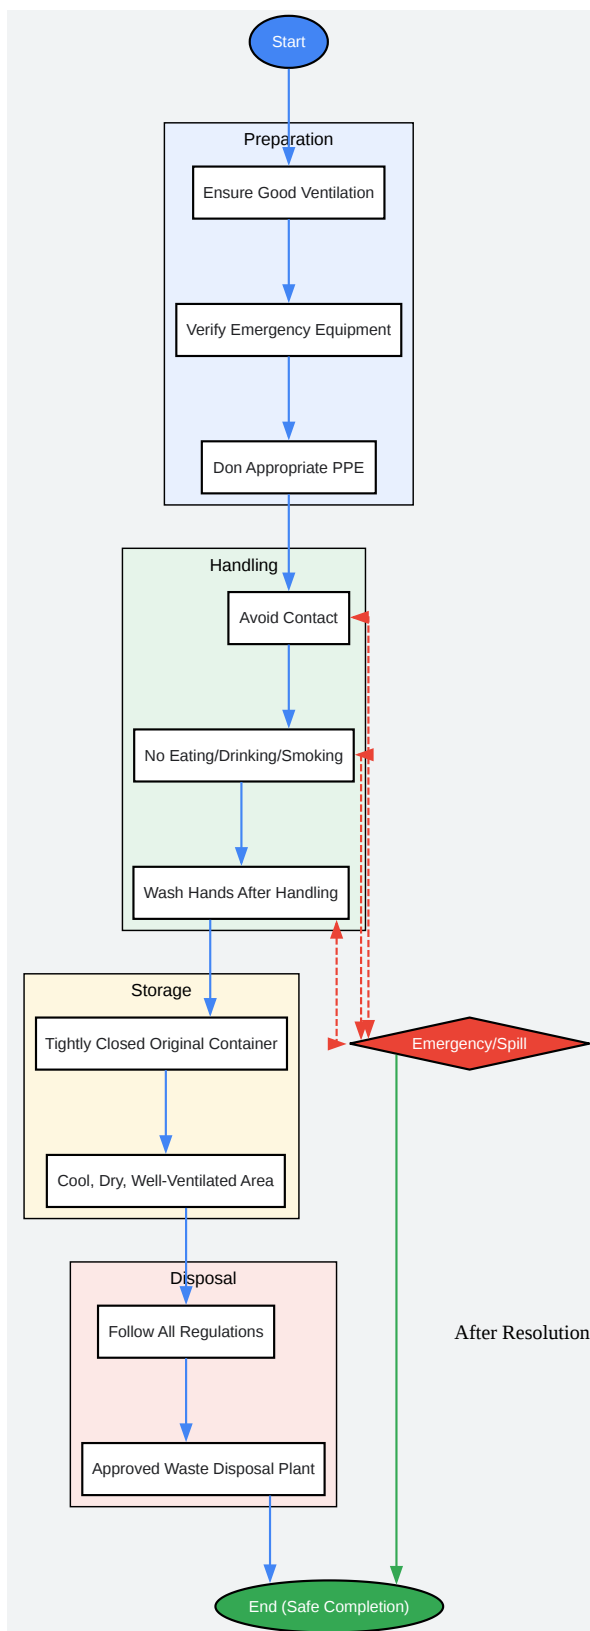 Start
Preparation
Ensure Good Ventilation
Verify Emergency Equipment
Don Appropriate PPE
Handling
Avoid Contact
No Eating/Drinking/Smoking
Wash Hands After Handling
Storage
Tightly Closed Original Container
Emergency/Spill
Cool, Dry, Well-Ventilated Area
Disposal
Follow All Regulations
After Resolution
Approved Waste Disposal Plant
End (Safe Completion)